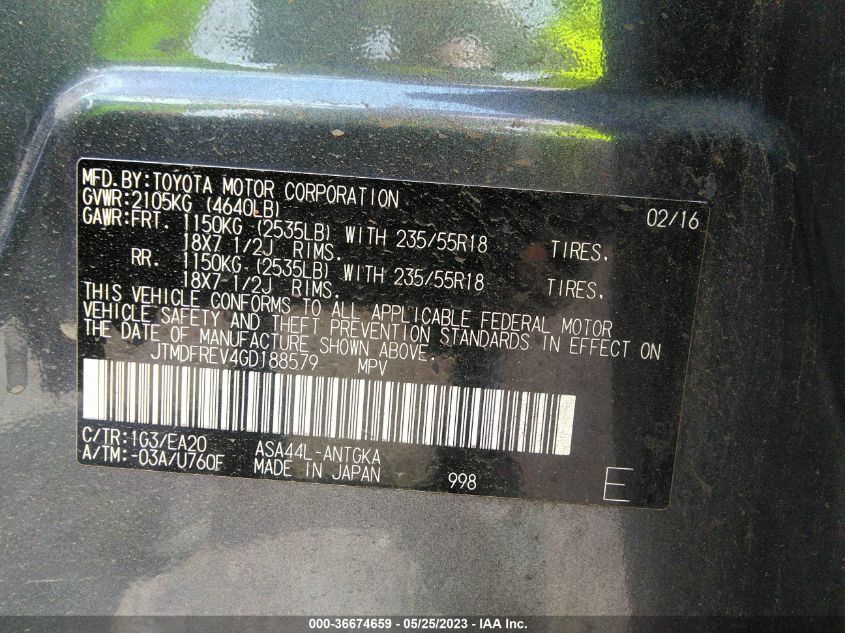 MFD.BY:TOYOTA MOTOR CORPORATION 02/16
GVWR:2105KG (4640LB)
GAWR:FRT. 1150KG (2535LB) WITH 235/55R18 TIRES.
18X7 1/2J RIMS.
RR. 1150KG (2535LB) WITH 235/55R18 TIRES.
18X7 1/2J RIMS.
THIS VEHICLE CONFORMS TO ALL APPLICABLE FEDERAL MOTOR
VEHICLE SAFETY AND THEFT PREVENTION STANDARDS IN EFFECT ON
THE DATE OF MANUFACTURE SHOWN ABOVE.
JTMDFREV4GD188579 MPV
C/TR:1G3/EA20 ASA44L-ANTGKA
A/TM:-03A/U760F MADE IN JAPAN 998 E
000-36674659 - 05/25/2023 - IAA Inc.